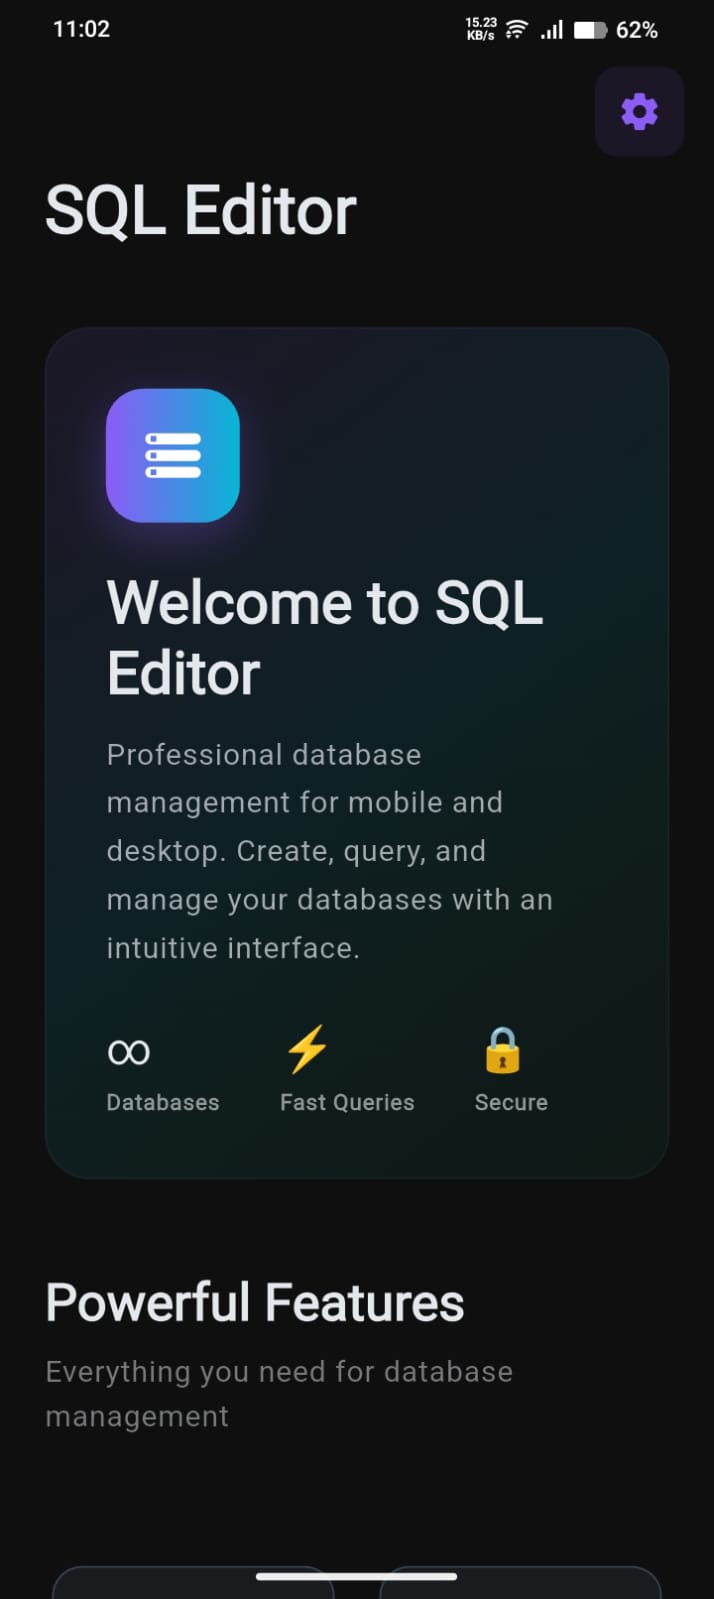 11:02
15.23
KB/s
62%
SQL Editor
Welcome to SQL
Editor
Professional database
management for mobile and
desktop. Create, query, and
manage your databases with an
intuitive interface.
∞ ⚡ 🔒
Databases Fast Queries Secure
Powerful Features
Everything you need for database
management